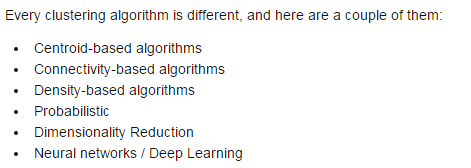 Every clustering algorithm is different, and here are a couple of them:
• Centroid-based algorithms
• Connectivity-based algorithms
• Density-based algorithms
• Probabilistic
• Dimensionality Reduction
• Neural networks / Deep Learning